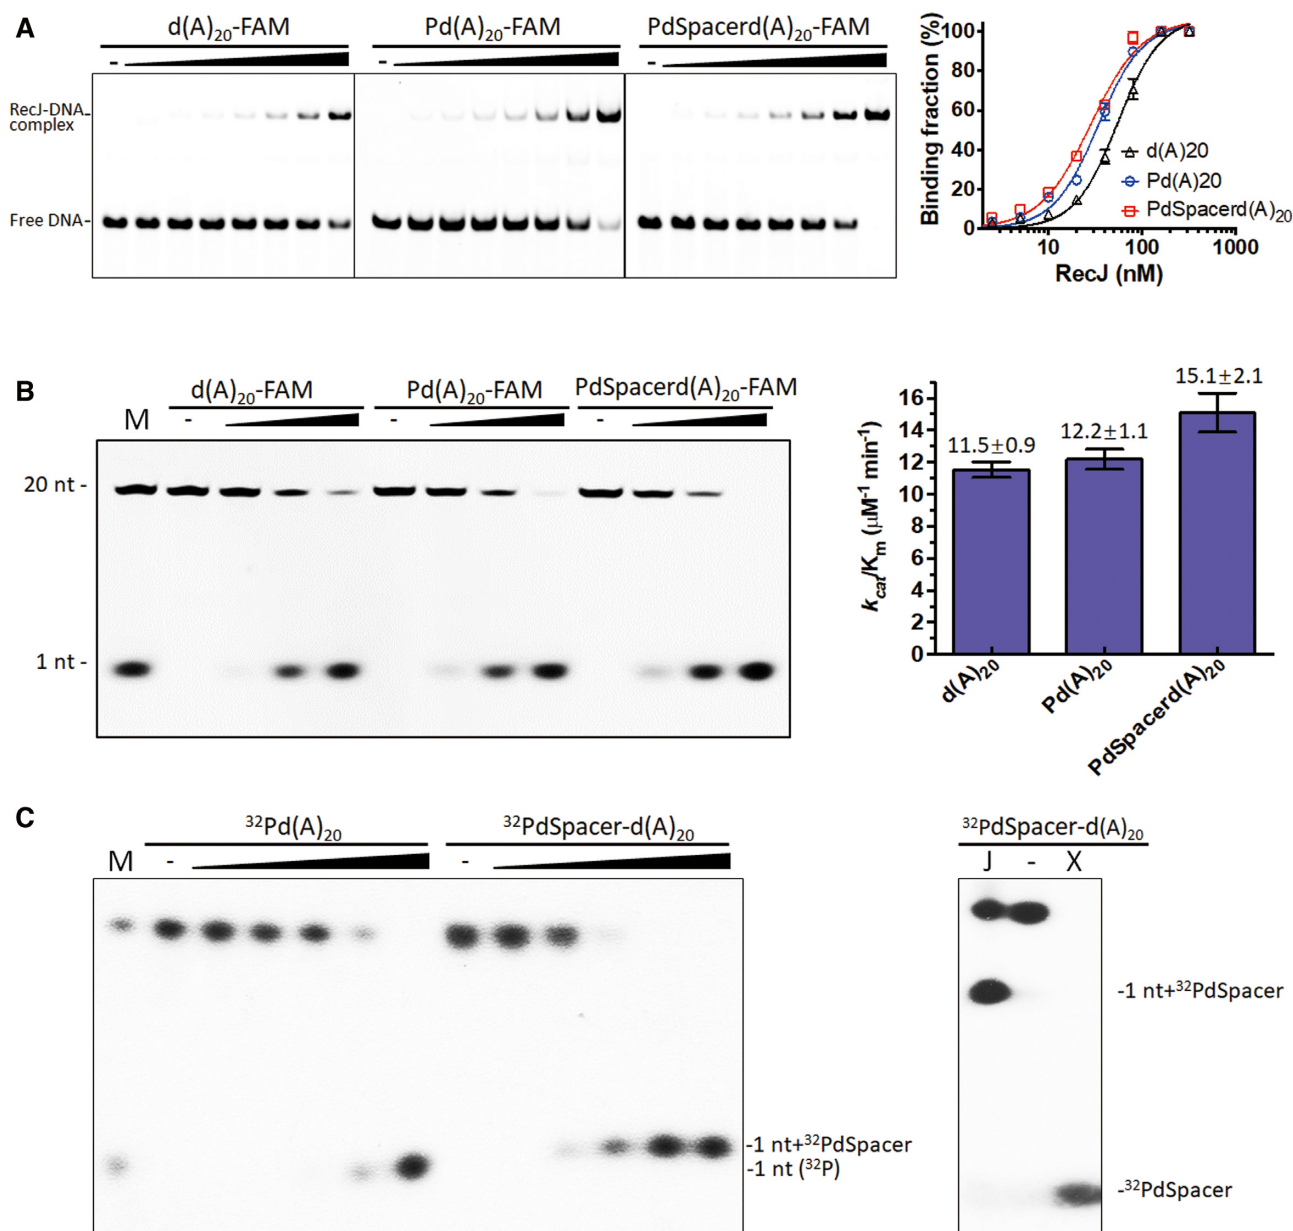 A
d(A)20-FAM
Pd(A)20-FAM
PdSpacerd(A)20-FAM
- - -
RecJ-DNA-
complex
Free DNA-
Binding fraction (%)
100
80
60
40
20
0
10 100 1000
RecJ (nM)
d(A)20
Pd(A)20
PdSpacerd(A)20
B
M
d(A)20-FAM
Pd(A)20-FAM
PdSpacerd(A)20-FAM
- - -
20 nt -
1 nt -
kcat/Km (μM-1 min-1)
16
14
12
10
8
6
4
2
0
11.5±0.9
12.2±1.1
15.1±2.1
d(A)20
Pd(A)20
PdSpacerd(A)20
C
M
32Pd(A)20
32PdSpacer-d(A)20
- -
-1 nt+32PdSpacer
-1 nt (32P)
32PdSpacer-d(A)20
J - X
-1 nt+32PdSpacer
-32PdSpacer